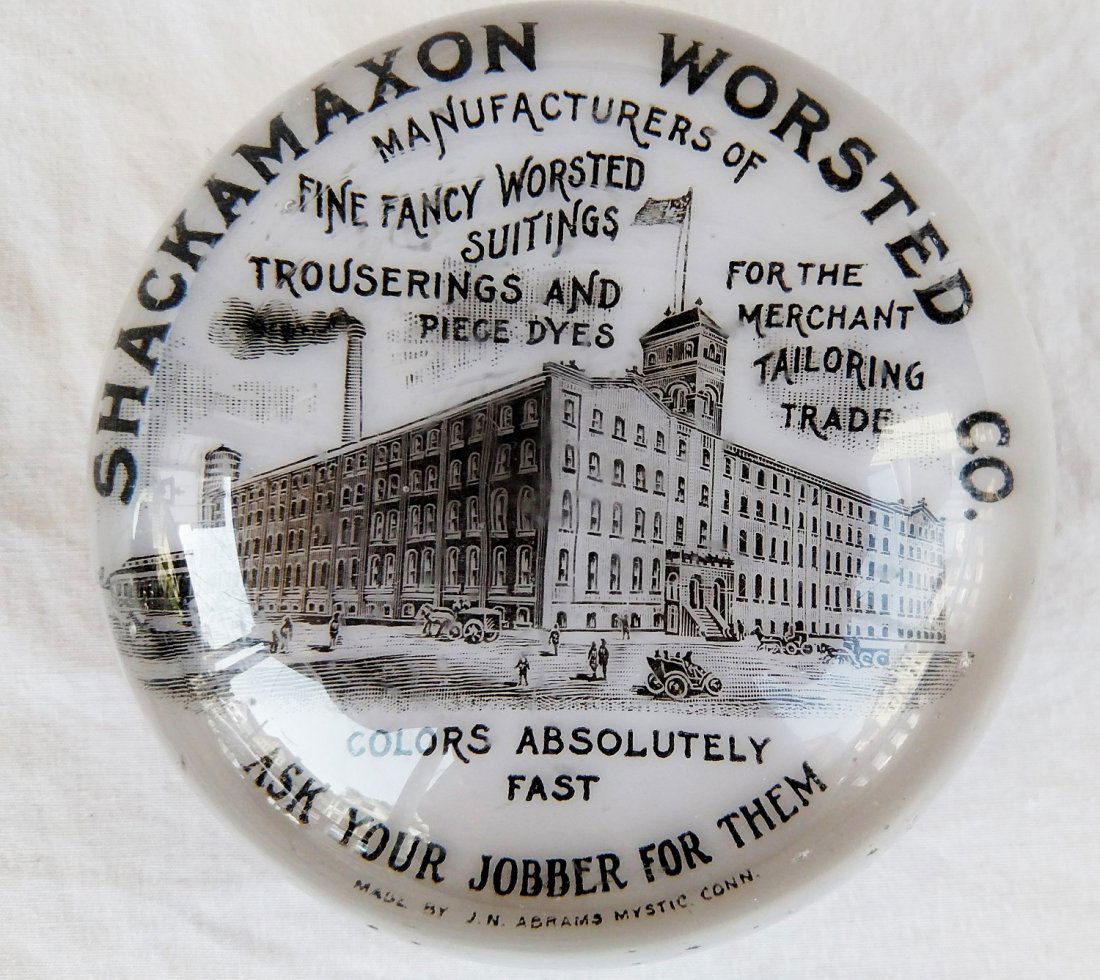 SHACKAMAXON WORSTED CO.
MANUFACTURERS OF
FINE FANCY WORSTED
SUITINGS
TROUSERINGS AND
PIECE DYES
FOR THE
MERCHANT
TAILORING
TRADE
COLORS ABSOLUTELY
FAST
ASK YOUR JOBBER FOR THEM
MADE BY J.N. ABRAMS MYSTIC CONN.